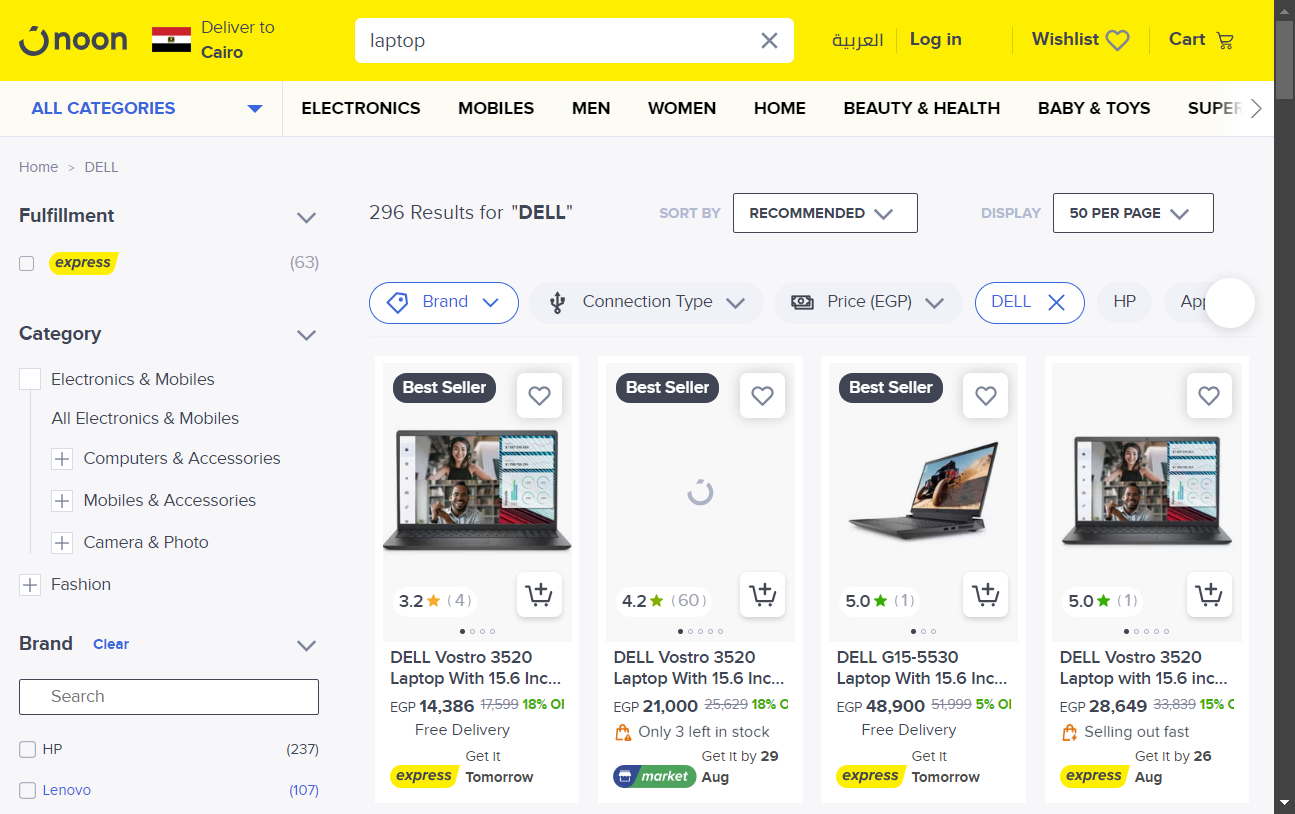 noon
Deliver to
Cairo
laptop
العربية
Log in
Wishlist
Cart
ALL CATEGORIES
ELECTRONICS
MOBILES
MEN
WOMEN
HOME
BEAUTY & HEALTH
BABY & TOYS
SUPER
Home > DELL
Fulfillment
express (63)
Category
Electronics & Mobiles
All Electronics & Mobiles
Computers & Accessories
Mobiles & Accessories
Camera & Photo
Fashion
Brand Clear
Search
HP (237)
Lenovo (107)
296 Results for "DELL"
SORT BY RECOMMENDED
DISPLAY 50 PER PAGE
Brand
Connection Type
Price (EGP)
DELL
HP
App
Best Seller
3.2 (4)
DELL Vostro 3520
Laptop With 15.6 Inc...
EGP 14,386 17,599 18%
Free Delivery
express Get it
Tomorrow
Best Seller
4.2 (60)
DELL Vostro 3520
Laptop With 15.6 Inc...
EGP 21,000 25,629 18%
Only 3 left in stock
market Get it by 29
Aug
Best Seller
5.0 (1)
DELL G15-5530
Laptop With 15.6 Inc...
EGP 48,900 51,999 5%
Free Delivery
express Get it
Tomorrow
5.0 (1)
DELL Vostro 3520
Laptop with 15.6 inc...
EGP 28,649 33,839 15%
Selling out fast
express Get it by 26
Aug